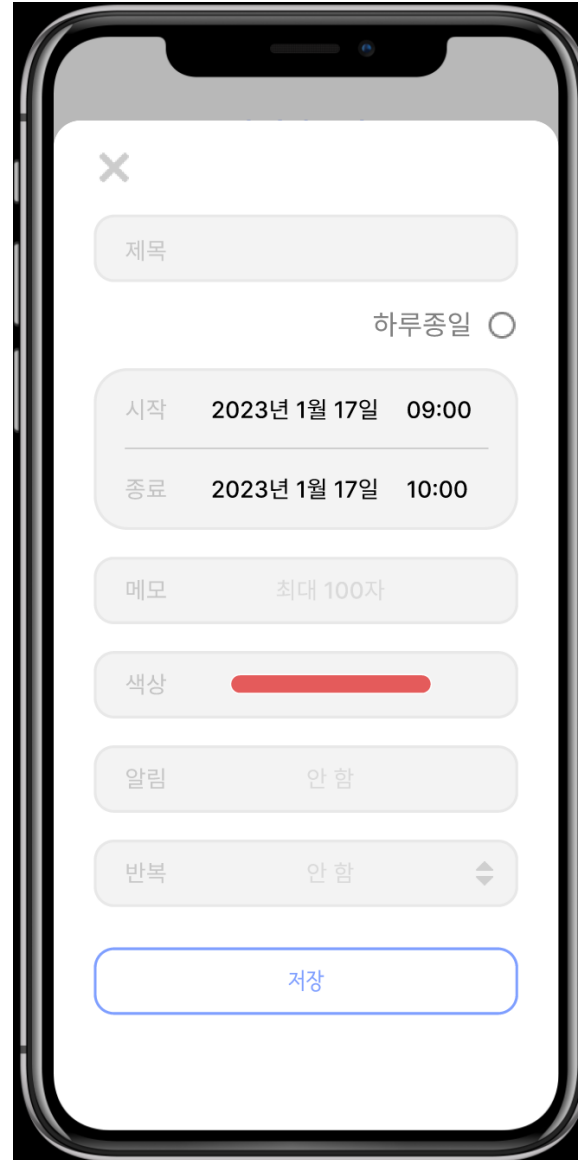 제목
하루종일
시작 2023년 1월 17일 09:00
종료 2023년 1월 17일 10:00
메모 최대 100자
색상
알림 안 함
반복 안 함
저장